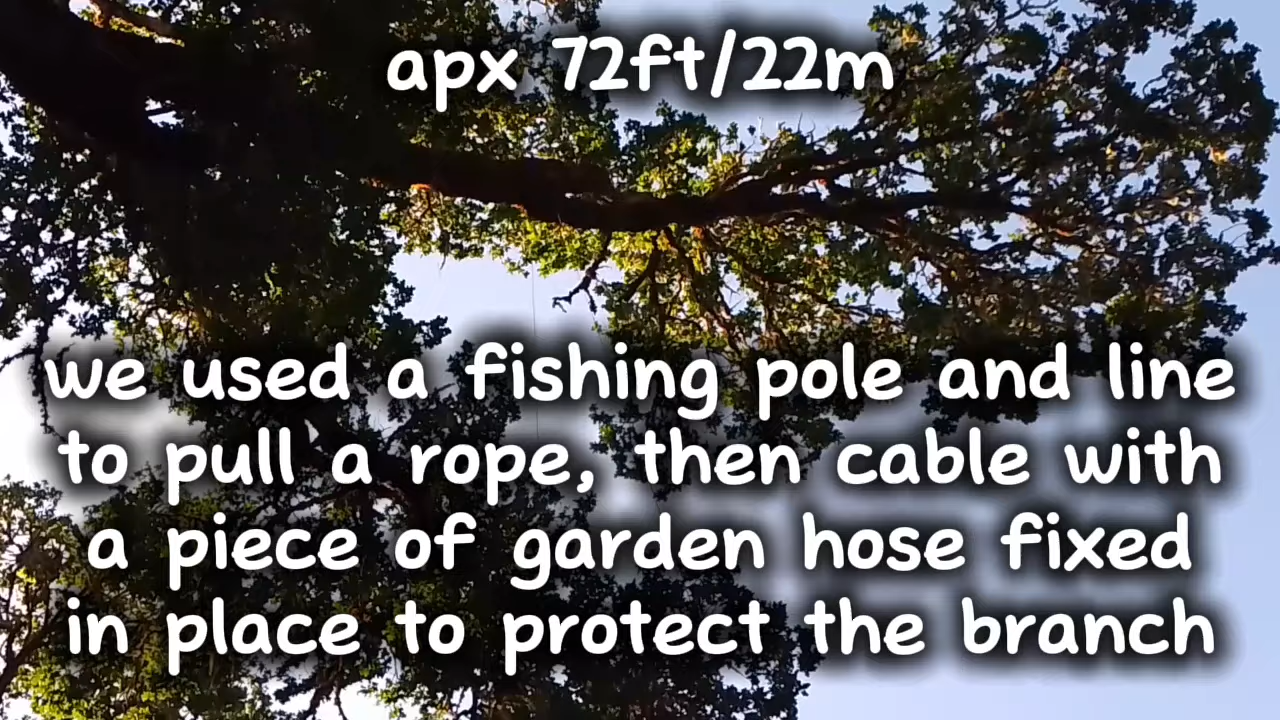 apx 72ft/22m
we used a fishing pole and line
to pull a rope, then cable with
a piece of garden hose fixed
in place to protect the branch